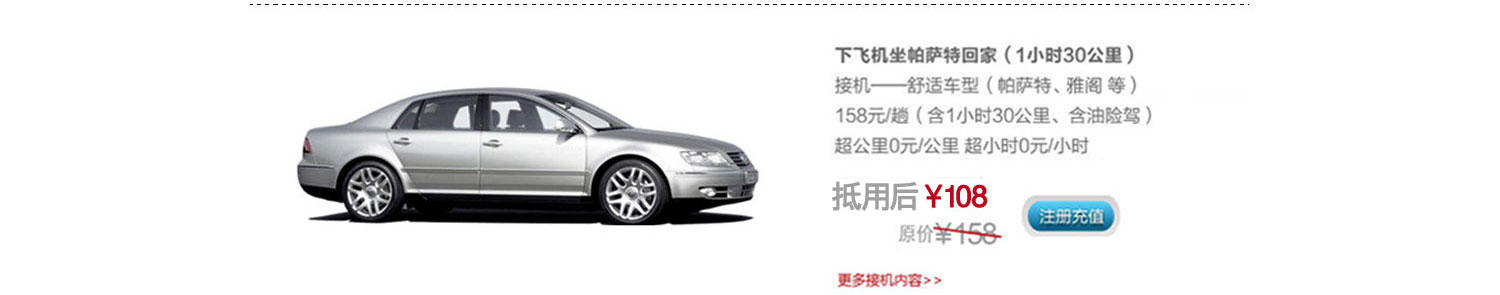 下飞机坐帕萨特回家（1小时30公里）
接机——舒适车型（帕萨特、雅阁 等）
158元/趟（含1小时30公里、含油险驾）
超公里0元/公里 超小时0元/小时
抵用后 ¥108
原价¥158
注册充值
更多接机内容>>